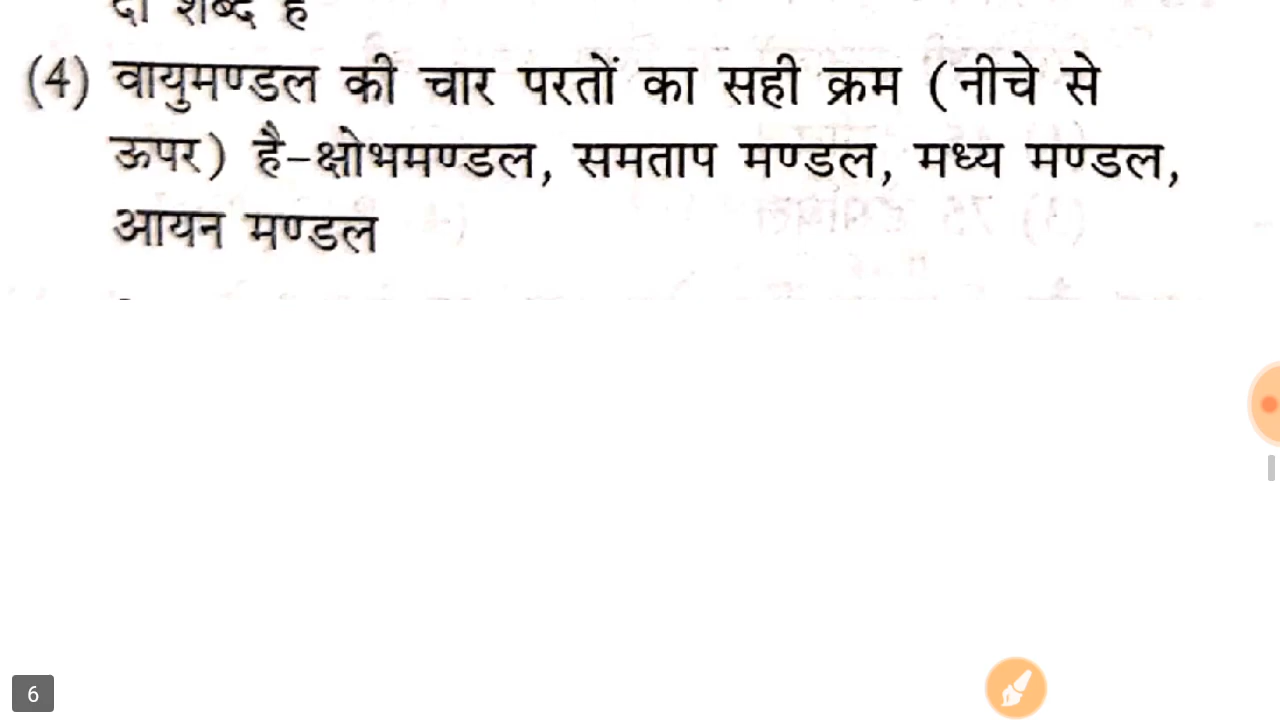 दो शब्द हैं
(4) वायुमण्डल की चार परतों का सही क्रम (नीचे से
ऊपर) है-क्षोभमण्डल, समताप मण्डल, मध्य मण्डल,
आयन मण्डल
6